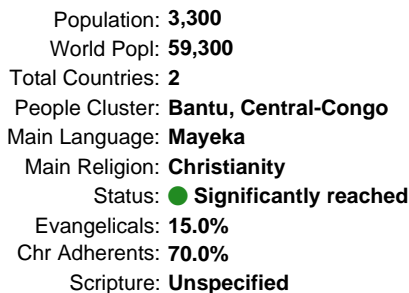 Population: 3,300
World Popl: 59,300
Total Countries: 2
People Cluster: Bantu, Central-Congo
Main Language: Mayeka
Main Religion: Christianity
Status: Significantly reached
Evangelicals: 15.0%
Chr Adherents: 70.0%
Scripture: Unspecified